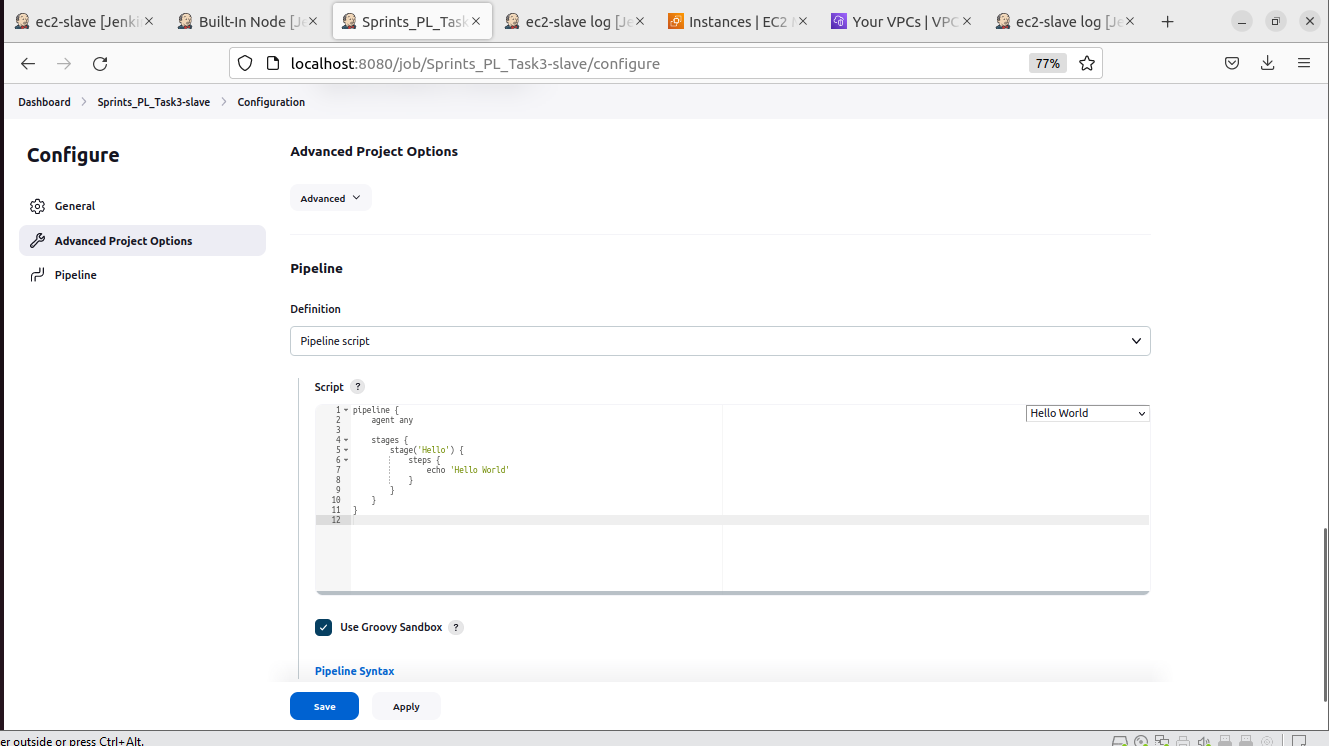 ec2-slave [Jenki
Built-In Node [Je
Sprints_PL_Task
ec2-slave log [Je
Instances | EC2 M
Your VPCs | VPC
ec2-slave log [Je
localhost:8080/job/Sprints_PL_Task3-slave/configure
77%
Dashboard
Sprints_PL_Task3-slave
Configuration
Configure
General
Advanced Project Options
Pipeline
Advanced Project Options
Advanced
Pipeline
Definition
Pipeline script
Script ?
Hello World
1 pipeline {
2 agent any
3
4 stages {
5 stage('Hello') {
6 steps {
7 echo 'Hello World'
8 }
9 }
10 }
11 }
12
Use Groovy Sandbox ?
Pipeline Syntax
Save
Apply
er outside or press Ctrl+Alt.